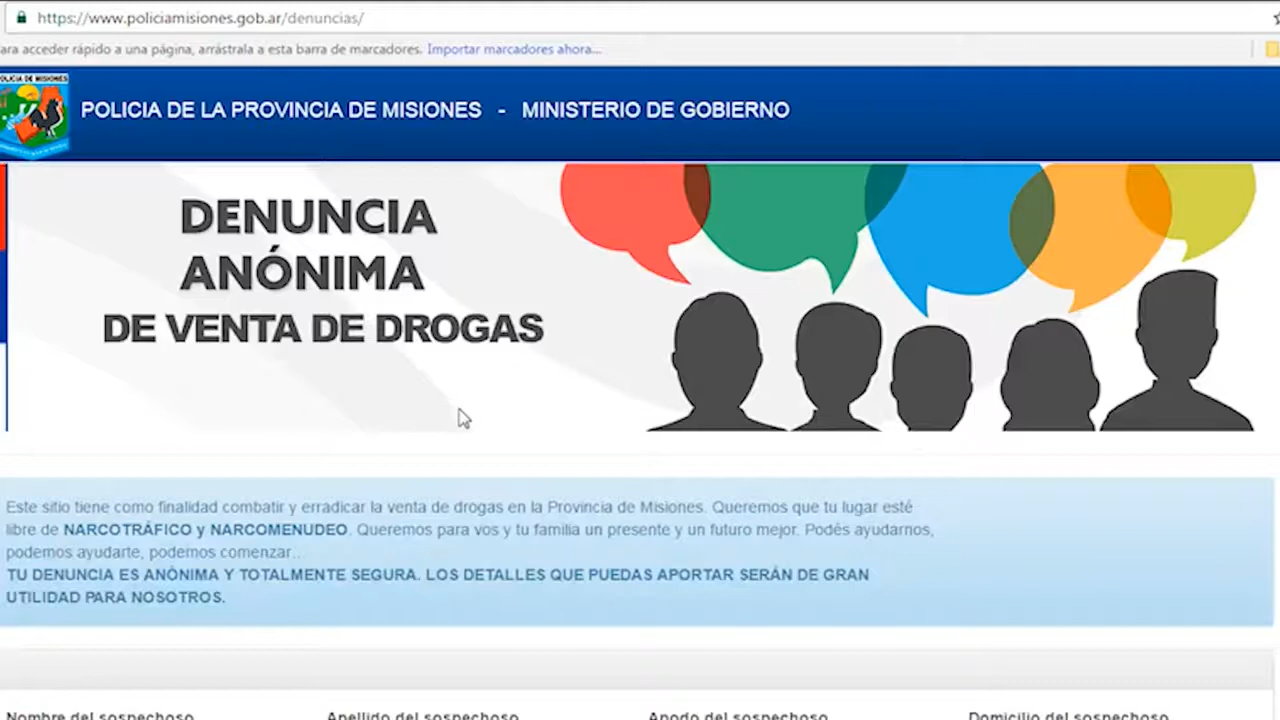 https://www.policiamisiones.gob.ar/denuncias/
ara acceder rápido a una página, arrástrala a esta barra de marcadores. Importar marcadores ahora...
POLICIA DE MISIONES
POLICIA DE LA PROVINCIA DE MISIONES - MINISTERIO DE GOBIERNO
DENUNCIA
ANÓNIMA
DE VENTA DE DROGAS
Este sitio tiene como finalidad combatir y erradicar la venta de drogas en la Provincia de Misiones. Queremos que tu lugar esté
libre de NARCOTRÁFICO y NARCOMENUDEO. Queremos para vos y tu familia un presente y un futuro mejor. Podés ayudarnos,
podemos ayudarte, podemos comenzar...
TU DENUNCIA ES ANÓNIMA Y TOTALMENTE SEGURA. LOS DETALLES QUE PUEDAS APORTAR SERÁN DE GRAN
UTILIDAD PARA NOSOTROS.
Nombre del sospechoso Apellido del sospechoso Apodo del sospechoso Domicilio del sospechoso